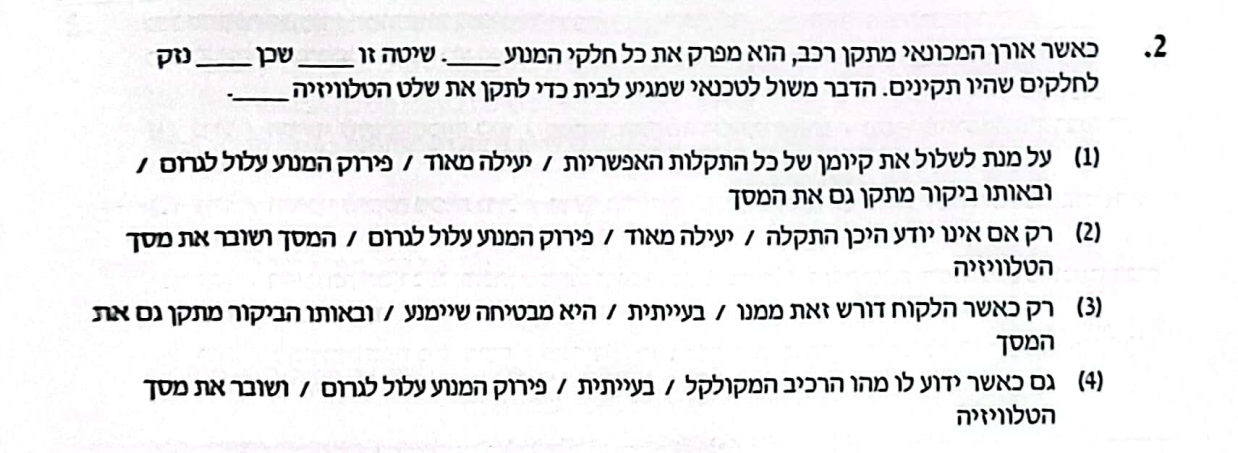 2. כאשר אורן המכונאי מתקן רכב, הוא מפרק את כל חלקי המנוע ____. שיטה זו ____ שכן ____ נזק
לחלקים שהיו תקינים. הדבר משול לטכנאי שמגיע לבית כדי לתקן את שלט הטלוויזיה ____.
(1) על מנת לשלול את קיומן של כל התקלות האפשריות / יעילה מאוד / פירוק המנוע עלול לגרום /
ובאותו ביקור מתקן גם את המסך
(2) רק אם אינו יודע היכן התקלה / יעילה מאוד / פירוק המנוע עלול לגרום / המסך ושובר את מסך
הטלוויזיה
(3) רק כאשר הלקוח דורש זאת ממנו / בעייתית / היא מבטיחה שיימנע / ובאותו הביקור מתקן גם את
המסך
(4) גם כאשר ידוע לו מהו הרכיב המקולקל / בעייתית / פירוק המנוע עלול לגרום / ושובר את מסך
הטלוויזיה